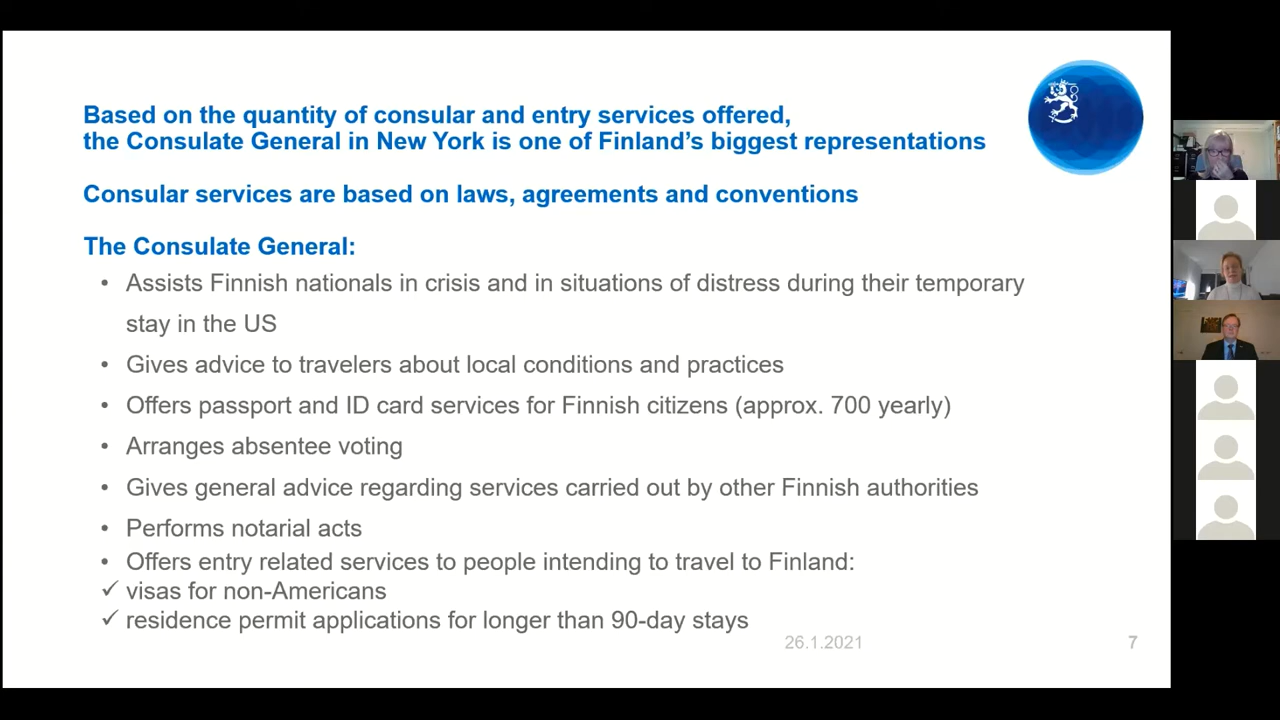 Based on the quantity of consular and entry services offered,
the Consulate General in New York is one of Finland's biggest representations
Consular services are based on laws, agreements and conventions
The Consulate General:
• Assists Finnish nationals in crisis and in situations of distress during their temporary
stay in the US
• Gives advice to travelers about local conditions and practices
• Offers passport and ID card services for Finnish citizens (approx. 700 yearly)
• Arranges absentee voting
• Gives general advice regarding services carried out by other Finnish authorities
• Performs notarial acts
• Offers entry related services to people intending to travel to Finland:
✓ visas for non-Americans
✓ residence permit applications for longer than 90-day stays
26.1.2021
7